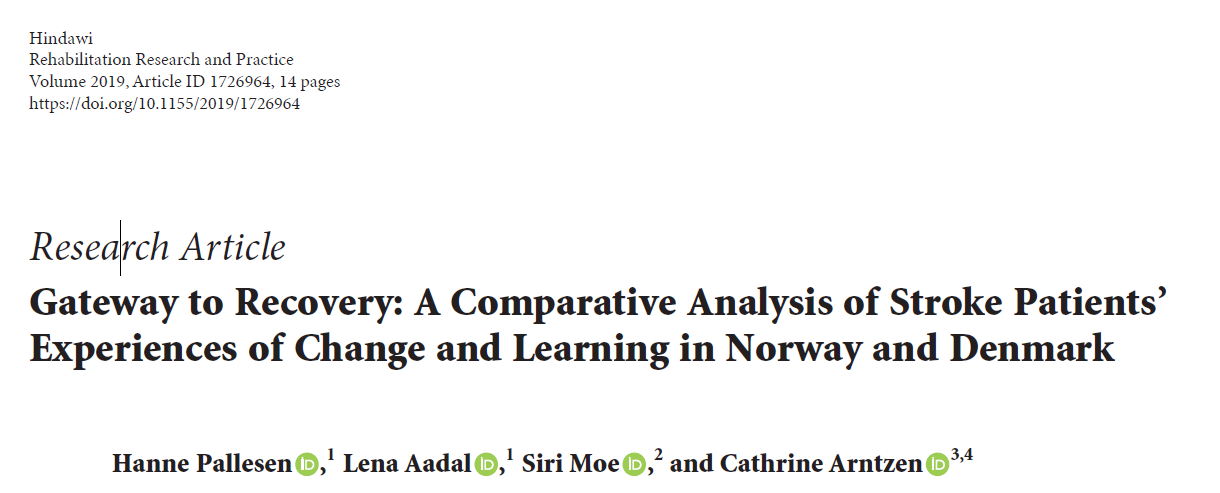 Hindawi
Rehabilitation Research and Practice
Volume 2019, Article ID 1726964, 14 pages
https://doi.org/10.1155/2019/1726964
Research Article
Gateway to Recovery: A Comparative Analysis of Stroke Patients’
Experiences of Change and Learning in Norway and Denmark
Hanne Pallesen iD,1 Lena Aadal iD,1 Siri Moe iD,2 and Cathrine Arntzen iD3,4